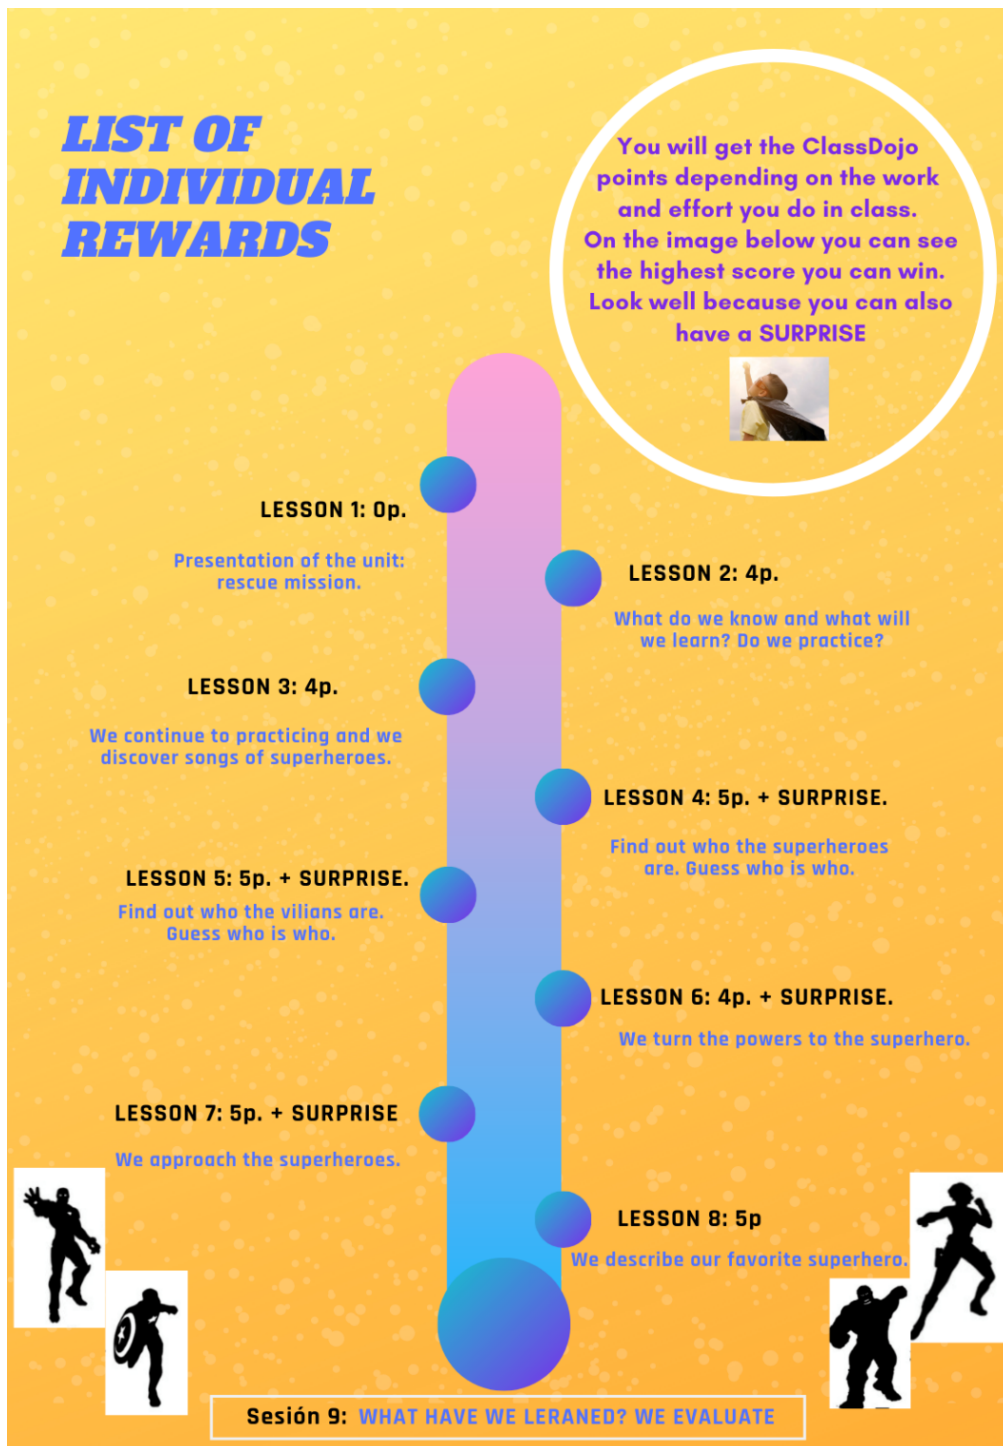 LIST OF
INDIVIDUAL
REWARDS
You will get the ClassDojo
points depending on the work
and effort you do in class.
On the image below you can see
the highest score you can win.
Look well because you can also
have a SURPRISE
LESSON 1: 0p.
Presentation of the unit:
rescue mission.
LESSON 2: 4p.
What do we know and what will
we learn? Do we practice?
LESSON 3: 4p.
We continue to practicing and we
discover songs of superheroes.
LESSON 4: 5p. + SURPRISE.
Find out who the superheroes
are. Guess who is who.
LESSON 5: 5p. + SURPRISE.
Find out who the vilians are.
Guess who is who.
LESSON 6: 4p. + SURPRISE.
We turn the powers to the superhero.
LESSON 7: 5p. + SURPRISE
We approach the superheroes.
LESSON 8: 5p
We describe our favorite superhero.
Sesión 9: WHAT HAVE WE LERANED? WE EVALUATE